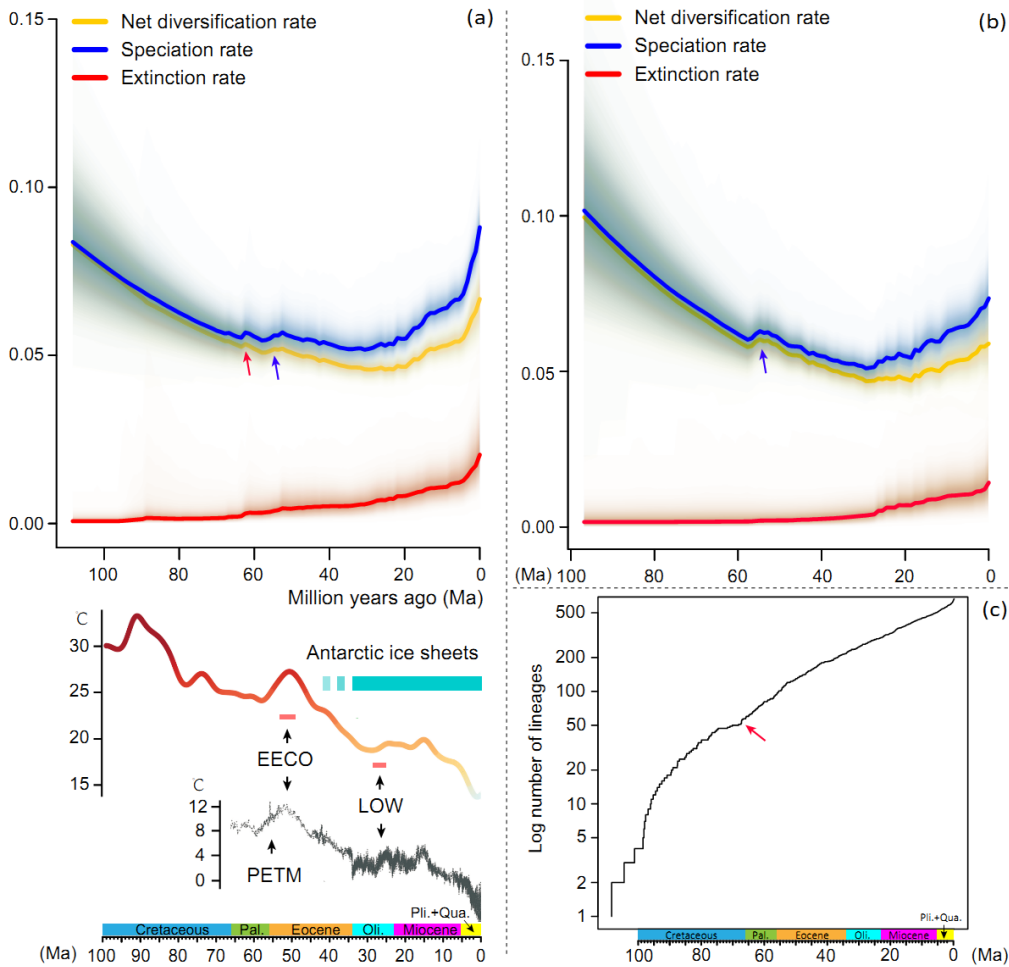 (a)
Net diversification rate
Speciation rate
Extinction rate
0.15
0.10
0.05
0.00
100 80 60 40 20 0
Million years ago (Ma)
(b)
Net diversification rate
Speciation rate
Extinction rate
0.15
0.10
0.05
0.00
(Ma) 100 80 60 40 20 0
℃
30
25
20
15
Antarctic ice sheets
EECO
LOW
℃
12
8
4
0
PETM
Pli.+Qua.
Cretaceous Pal. Eocene Oli. Miocene
(Ma) 100 90 80 70 60 50 40 30 20 10 0
(c)
Log number of lineages
500
200
100
50
20
10
5
2
1
Pli.+Qua.
Cretaceous Pal. Eocene Oli. Miocene
100 90 80 70 60 50 40 30 20 10 0 (Ma)